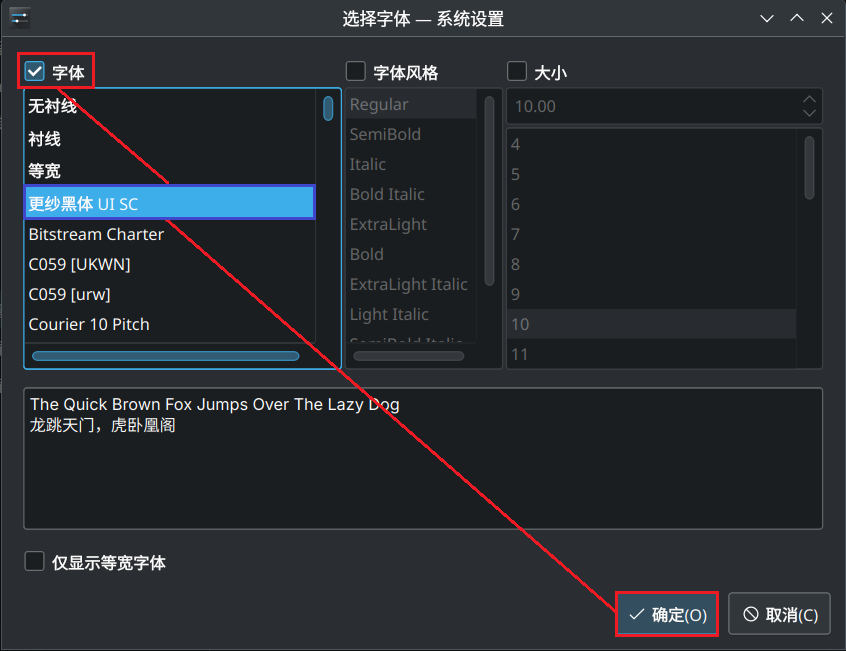 选择字体 — 系统设置
字体
字体风格
大小
无衬线
衬线
等宽
更纱黑体 UI SC
Bitstream Charter
C059 [UKWN]
C059 [urw]
Courier 10 Pitch
Regular
SemiBold
Italic
Bold Italic
ExtraLight
Bold
ExtraLight Italic
Light Italic
SemiBold Italic
10.00
4
5
6
7
8
9
10
11
The Quick Brown Fox Jumps Over The Lazy Dog
龙跳天门，虎卧凰阁
仅显示等宽字体
确定(O)
取消(C)